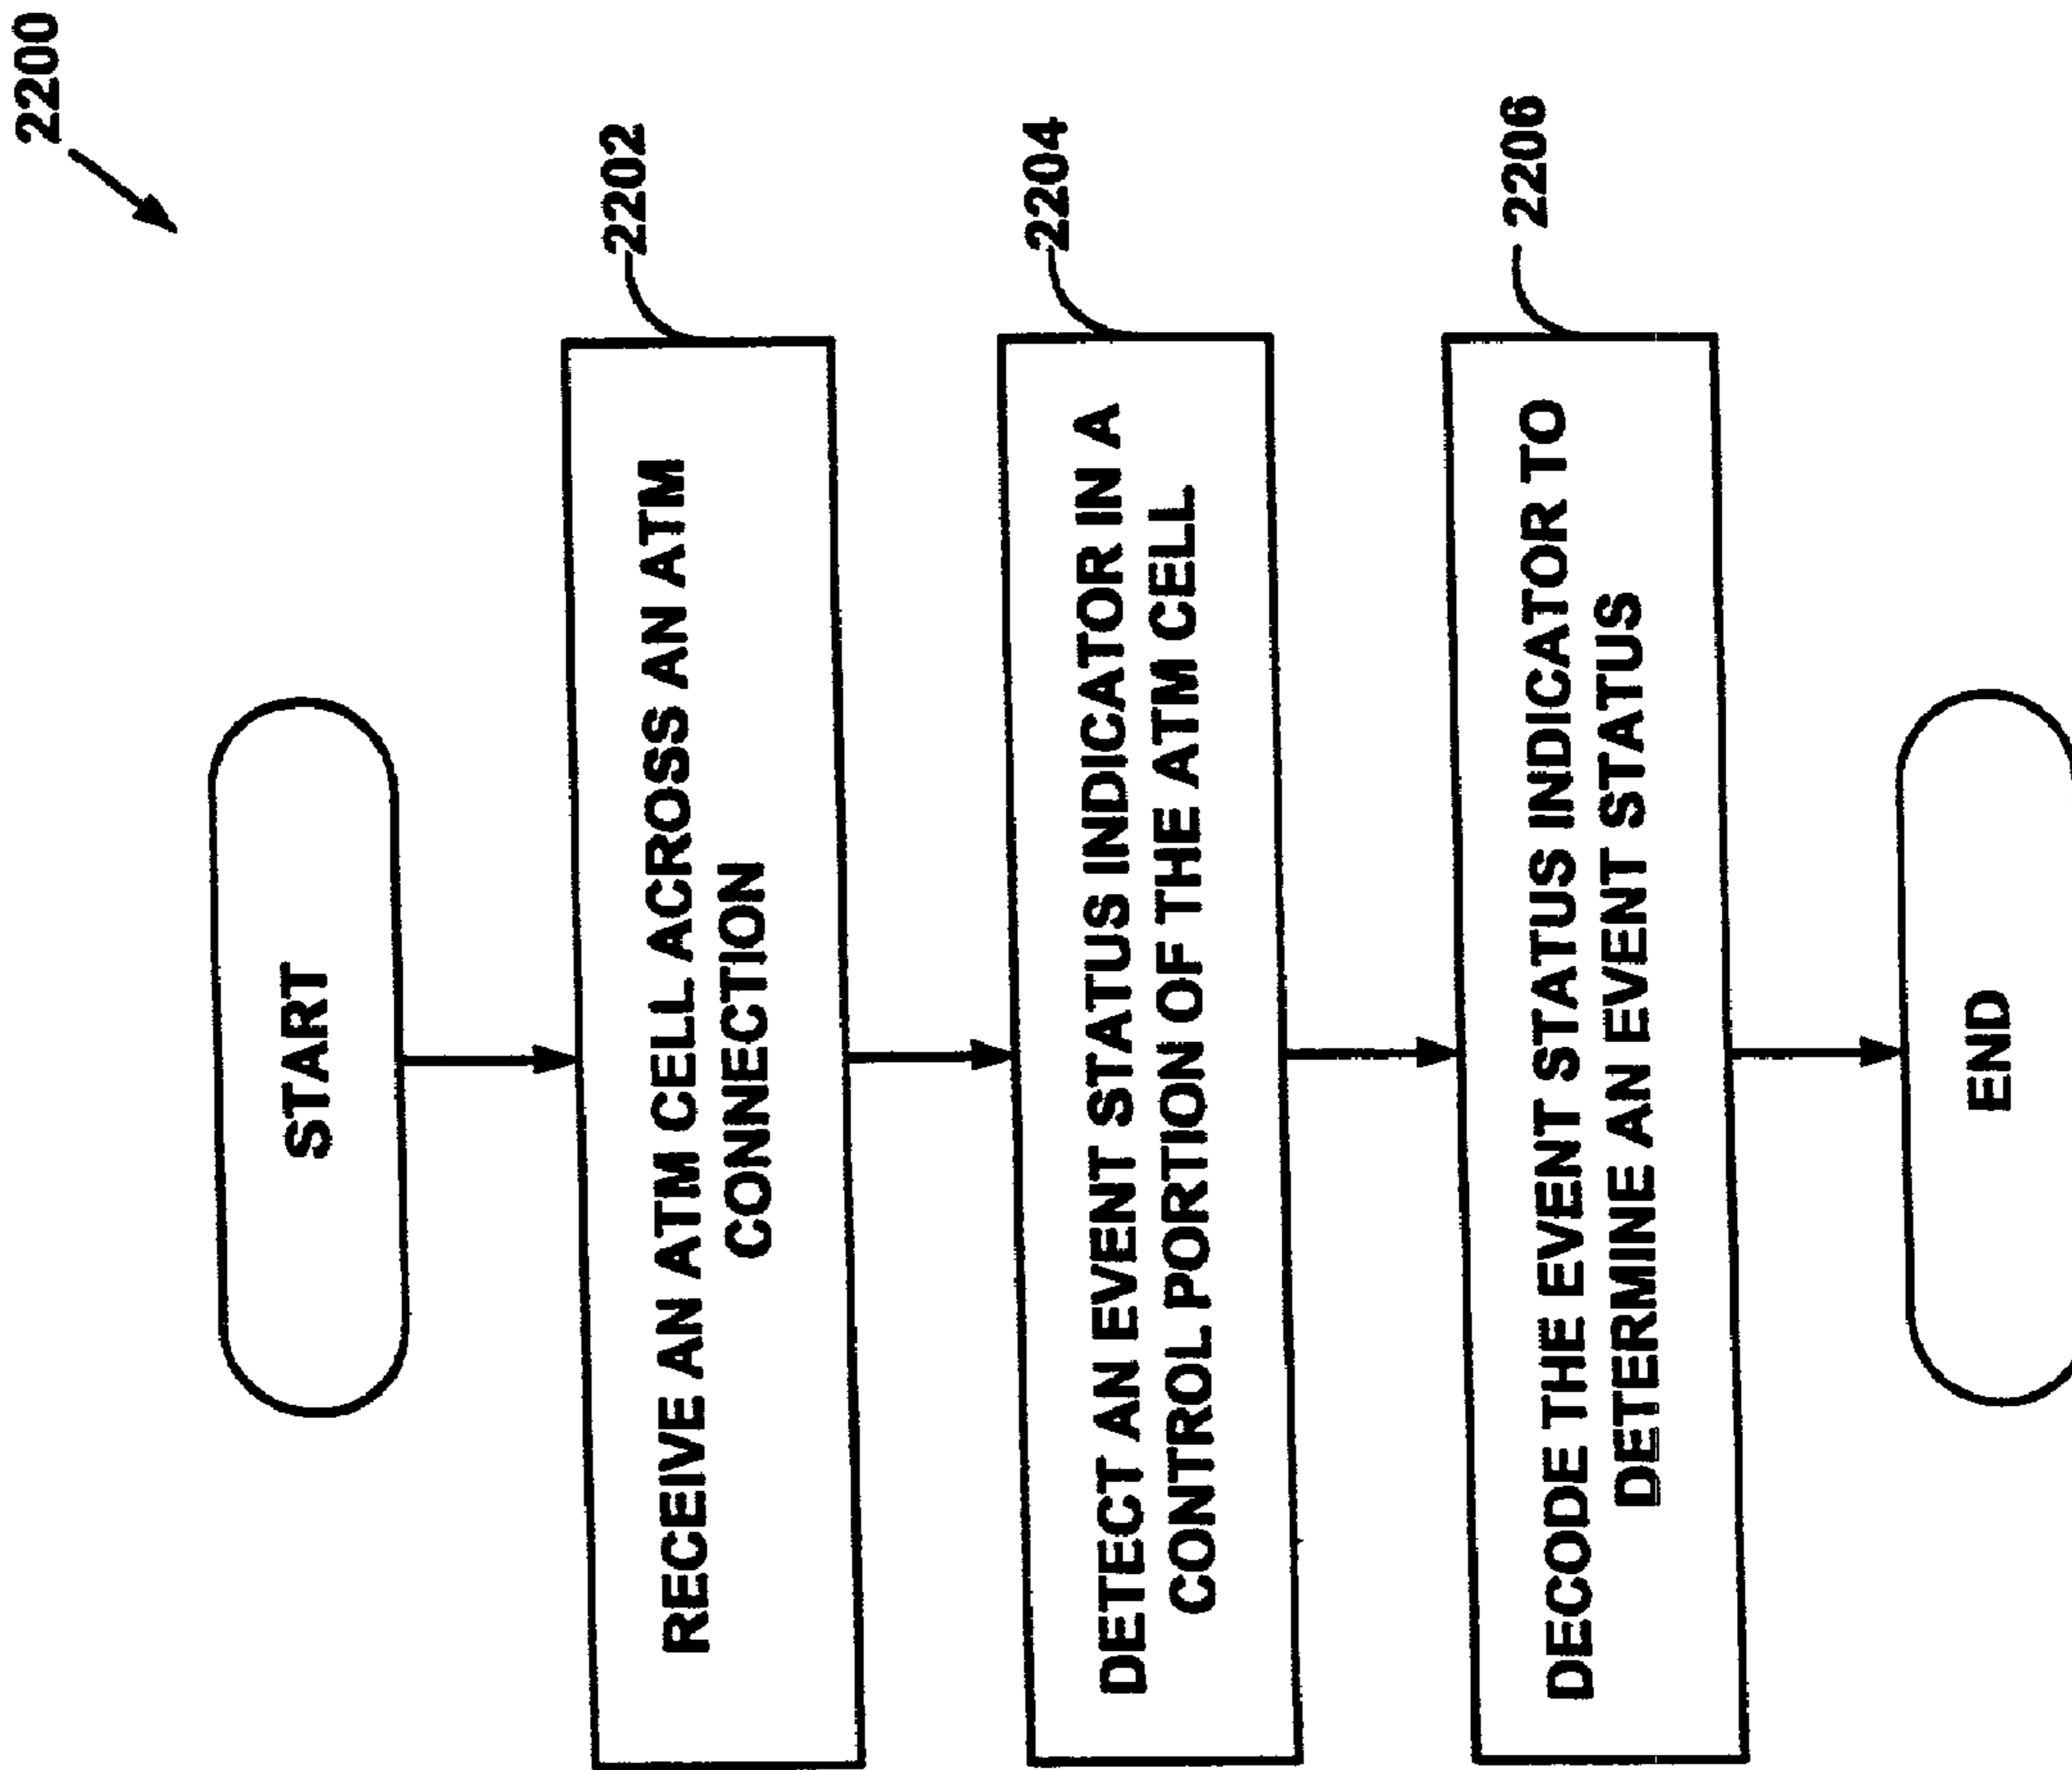 2200
START
RECEIVE AN ATM CELL ACROSS AN ATM
CONNECTION
2202
DETECT AN EVENT STATUS INDICATOR IN A
CONTROL PORTION OF THE ATM CELL
2204
DECODE THE EVENT STATUS INDICATOR TO
DETERMINE AN EVENT STATUS
2206
END